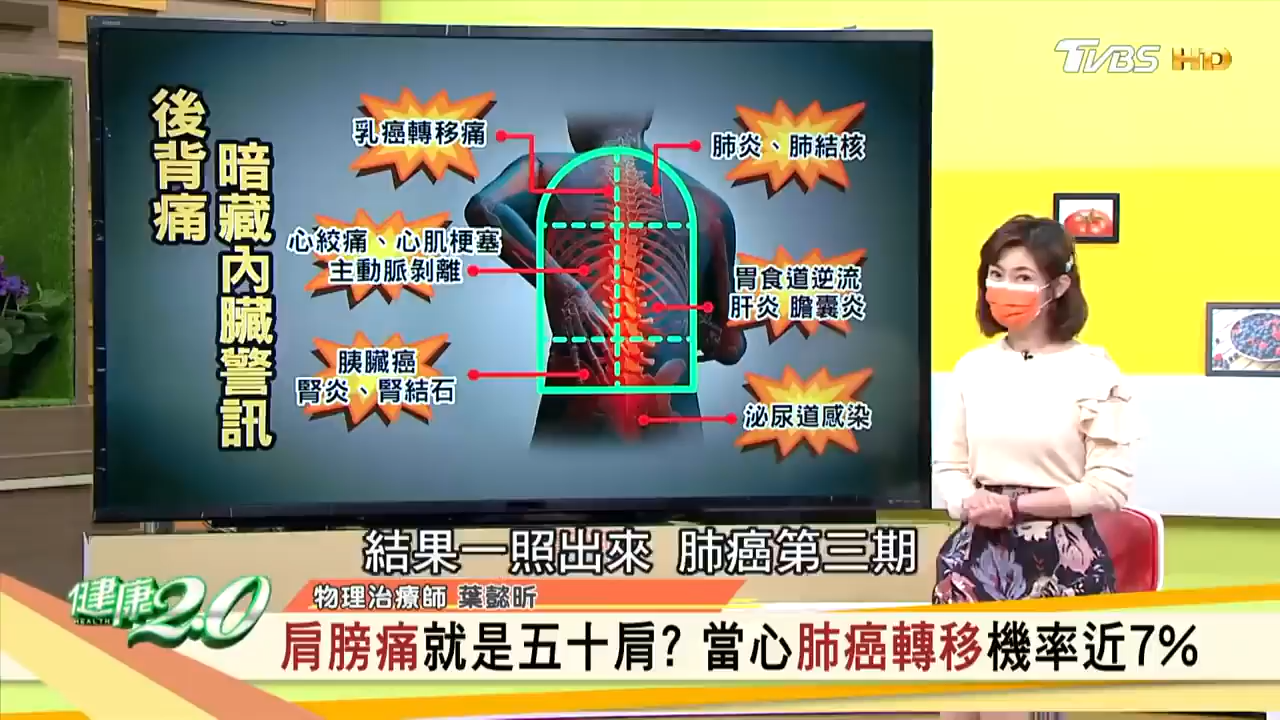 TVBS HD
後背痛
暗藏內臟警訊
乳癌轉移痛
肺炎、肺結核
心絞痛、心肌梗塞
主動脈剝離
胃食道逆流
肝炎 膽囊炎
胰臟癌
腎炎、腎結石
泌尿道感染
結果一照出來 肺癌第三期
健康2.0
HEALTH
物理治療師 葉懿昕
肩膀痛就是五十肩? 當心肺癌轉移機率近7%